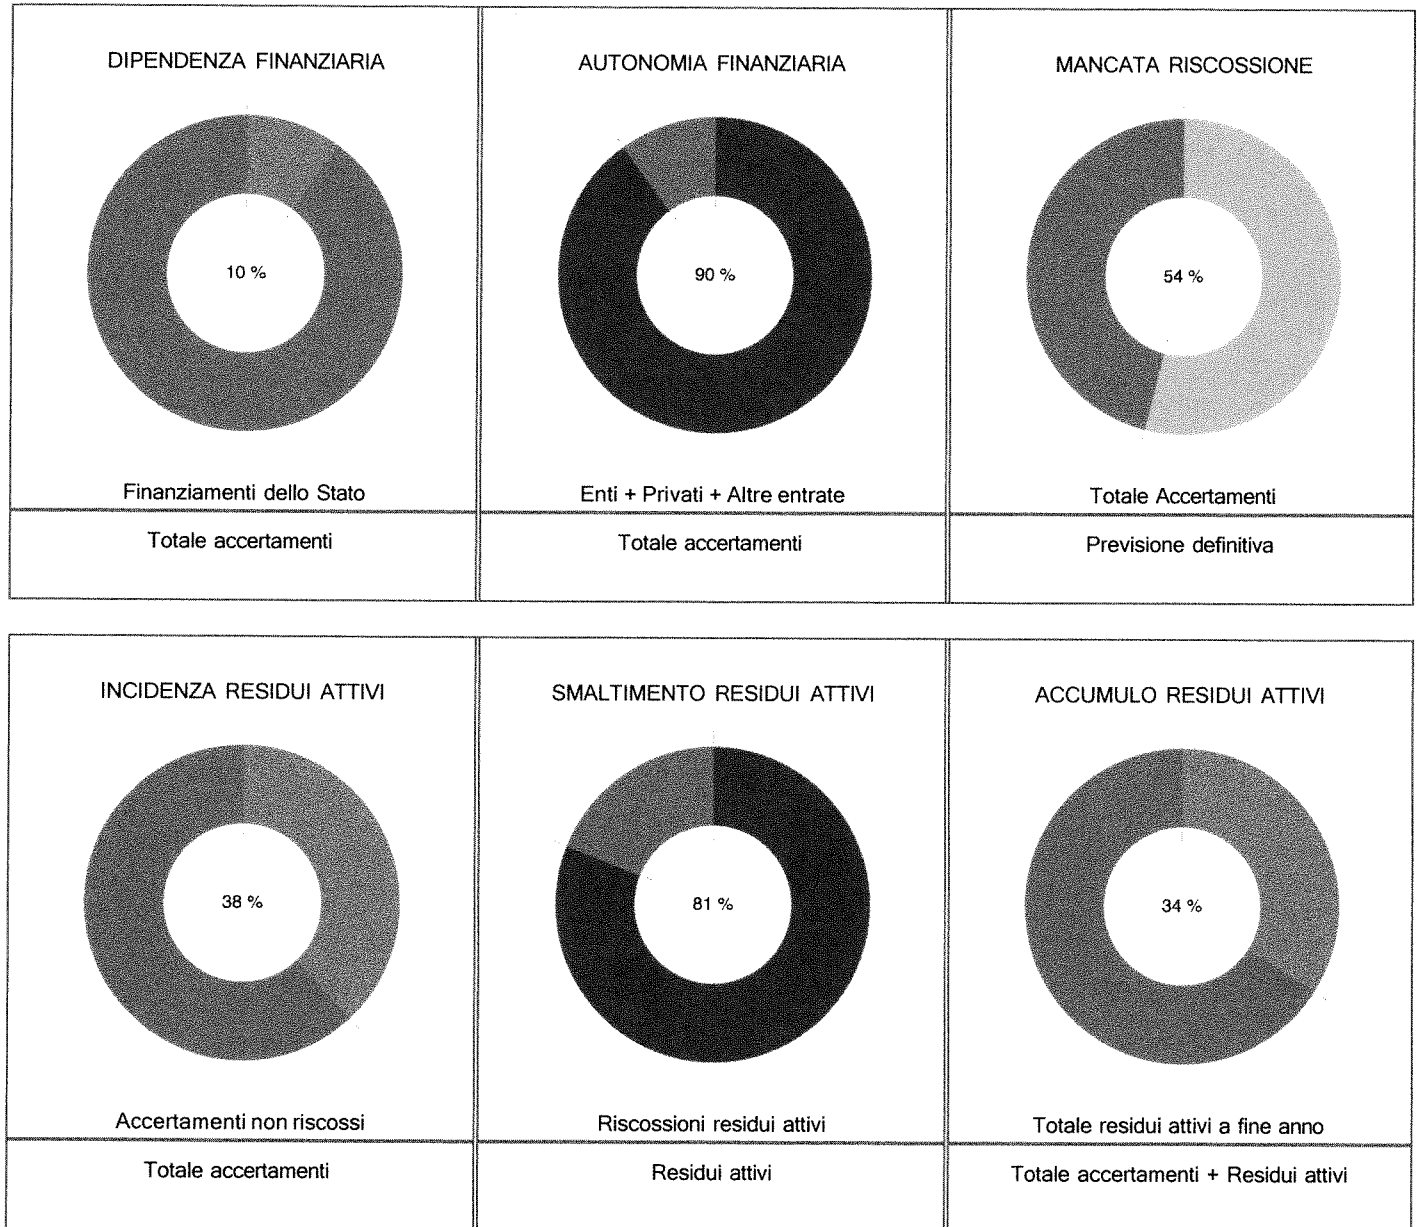 DIPENDENZA FINANZIARIA
10 %
Finanziamenti dello Stato
Totale accertamenti
AUTONOMIA FINANZIARIA
90 %
Enti + Privati + Altre entrate
Totale accertamenti
MANCATA RISCOSSIONE
54 %
Totale Accertamenti
Previsione definitiva
INCIDENZA RESIDUI ATTIVI
38 %
Accertamenti non riscossi
Totale accertamenti
SMALTIMENTO RESIDUI ATTIVI
81 %
Riscossioni residui attivi
Residui attivi
ACCUMULO RESIDUI ATTIVI
34 %
Totale residui attivi a fine anno
Totale accertamenti + Residui attivi